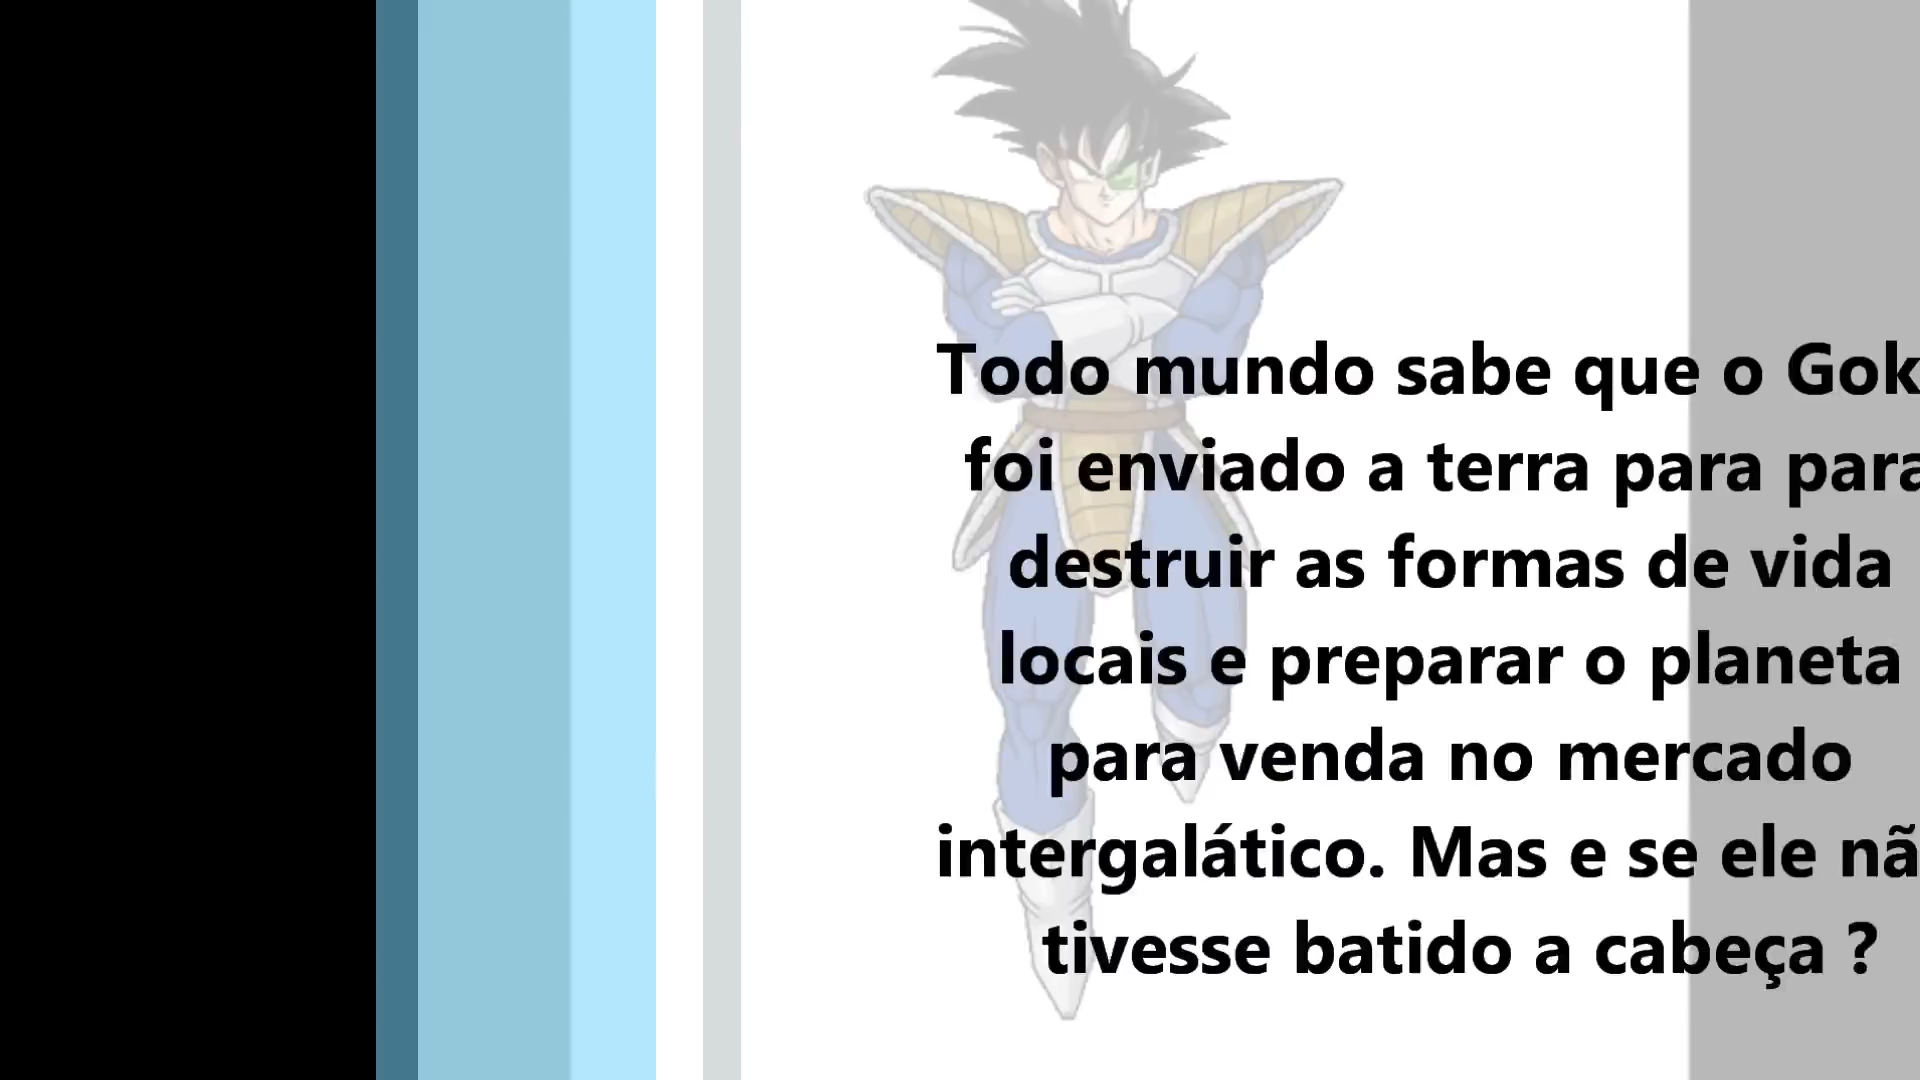 Todo mundo sabe que o Gok
foi enviado a terra para para
destruir as formas de vida
locais e preparar o planeta
para venda no mercado
intergalático. Mas e se ele nã
tivesse batido a cabeça ?